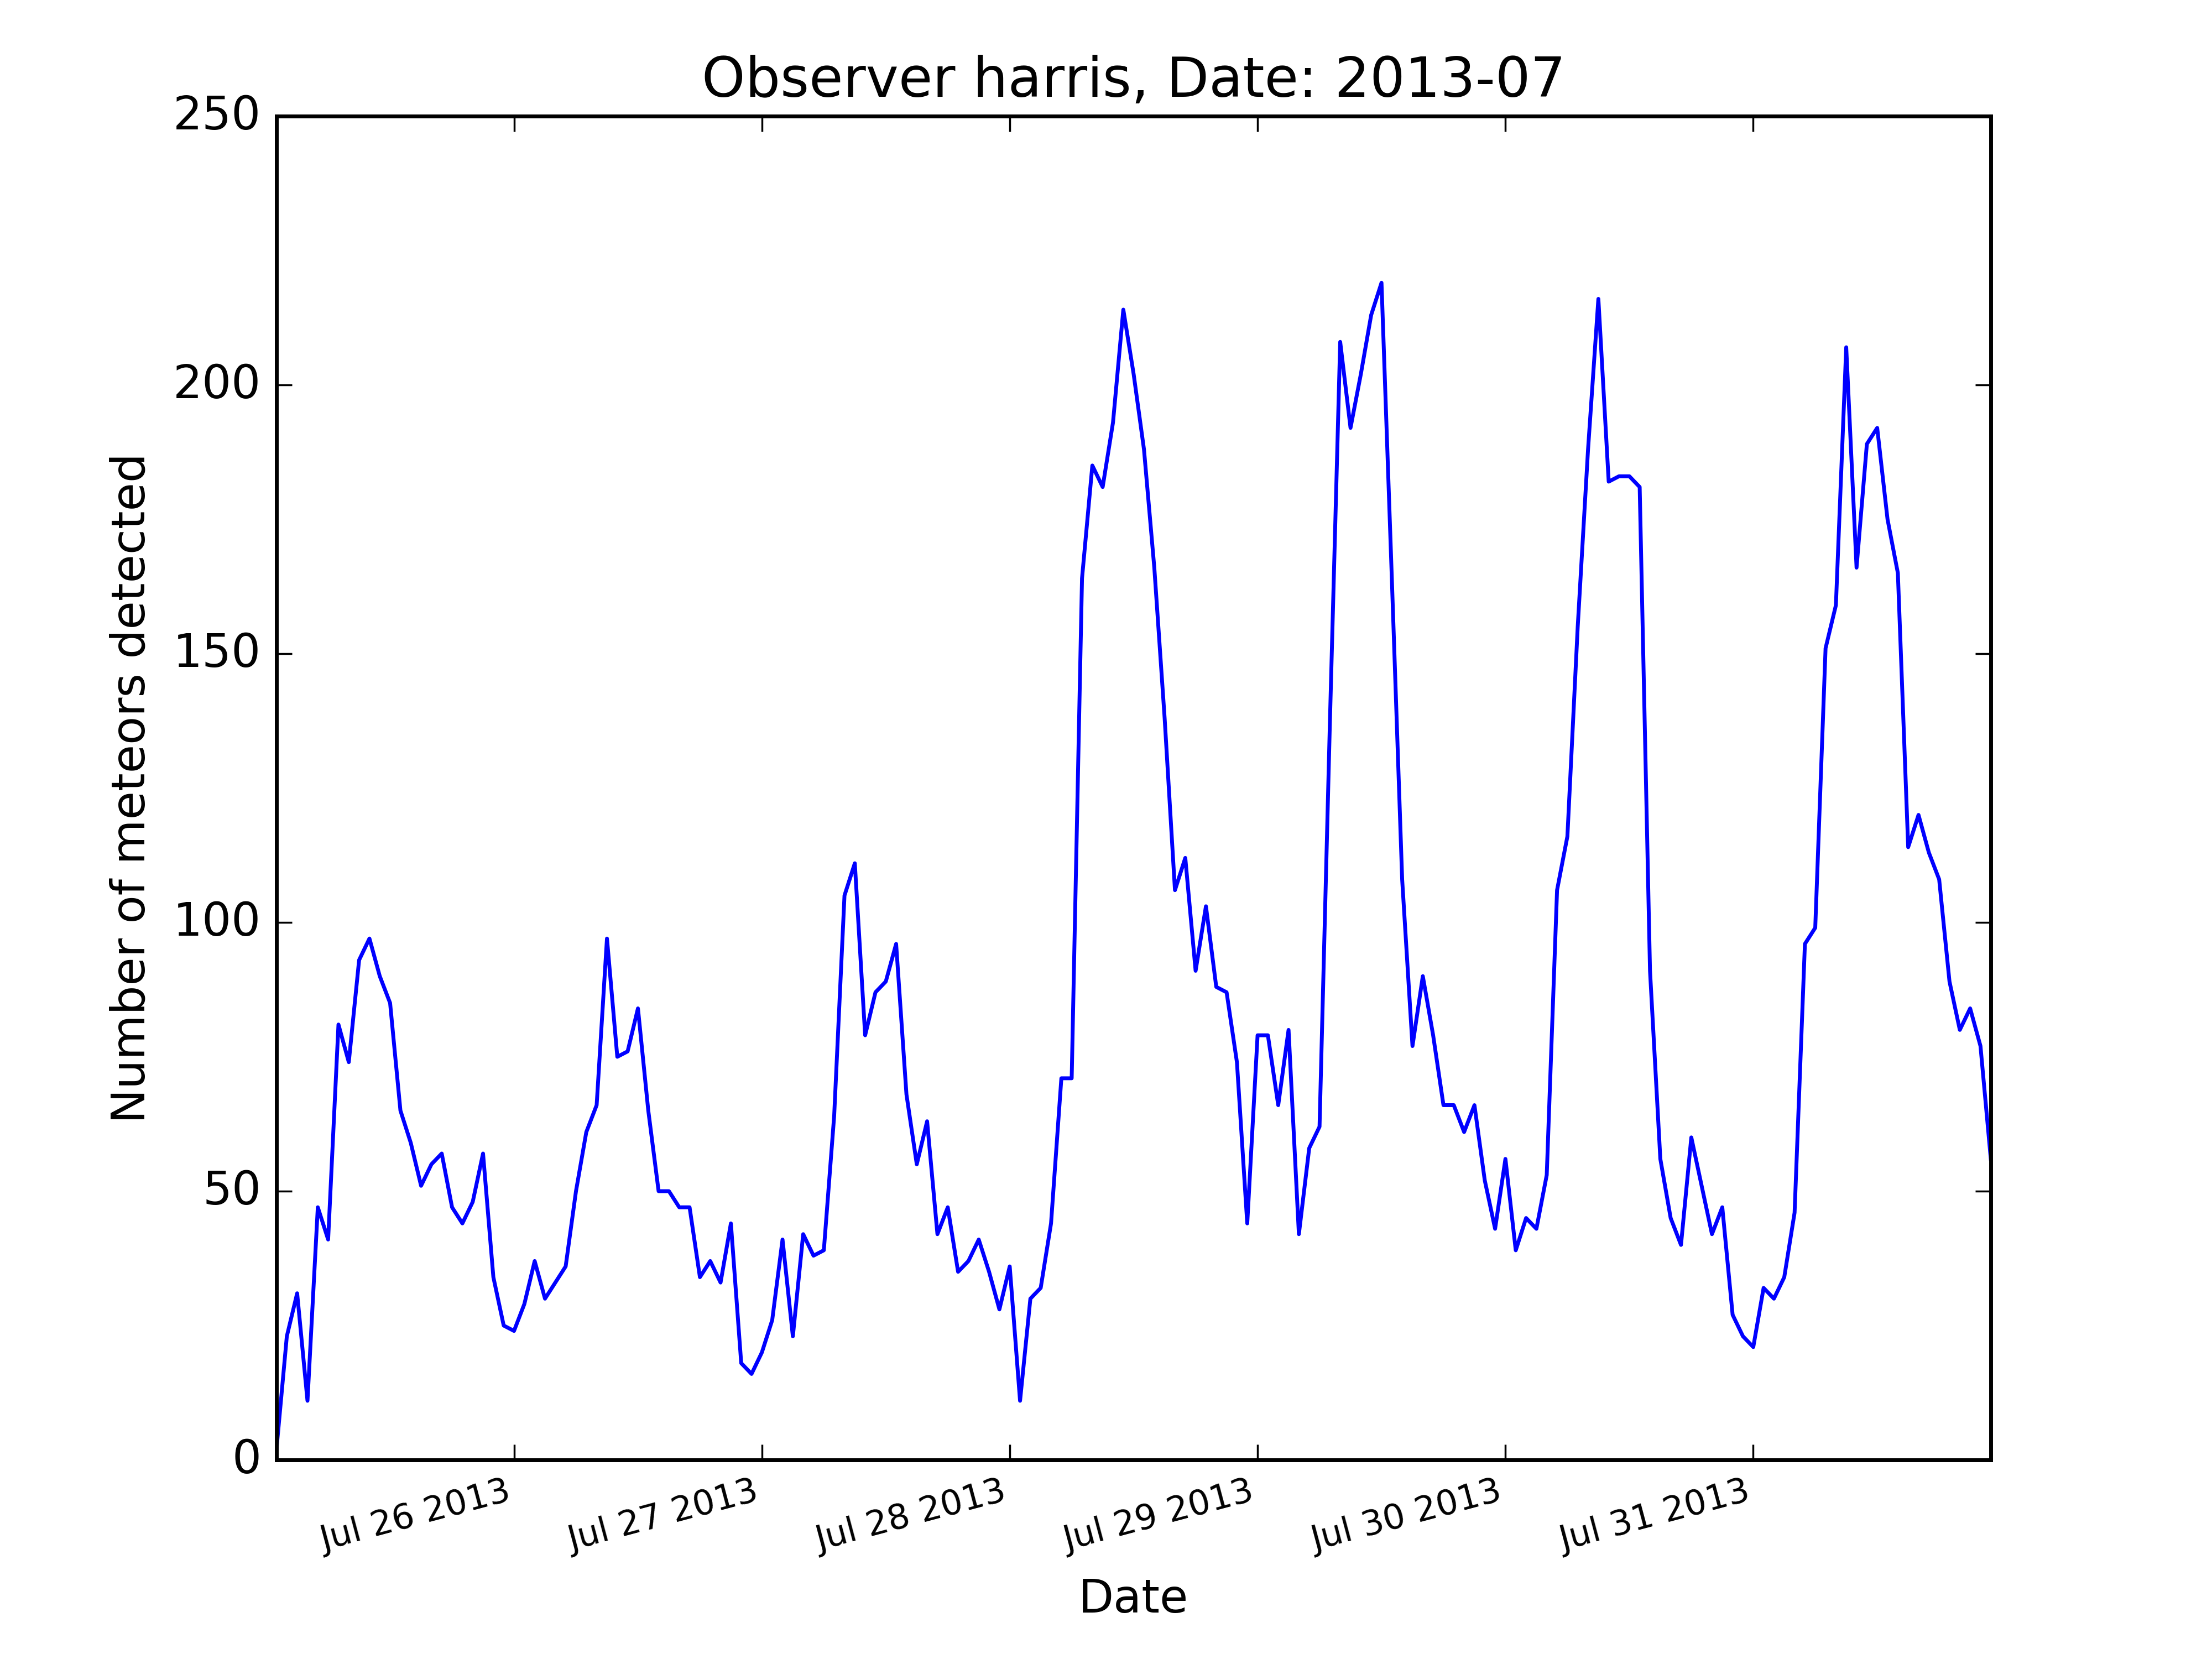 Observer harris, Date: 2013-07
250
200
150
100
50
0
Number of meteors detected
Jul 26 2013
Jul 27 2013
Jul 28 2013
Jul 29 2013
Jul 30 2013
Jul 31 2013
Date